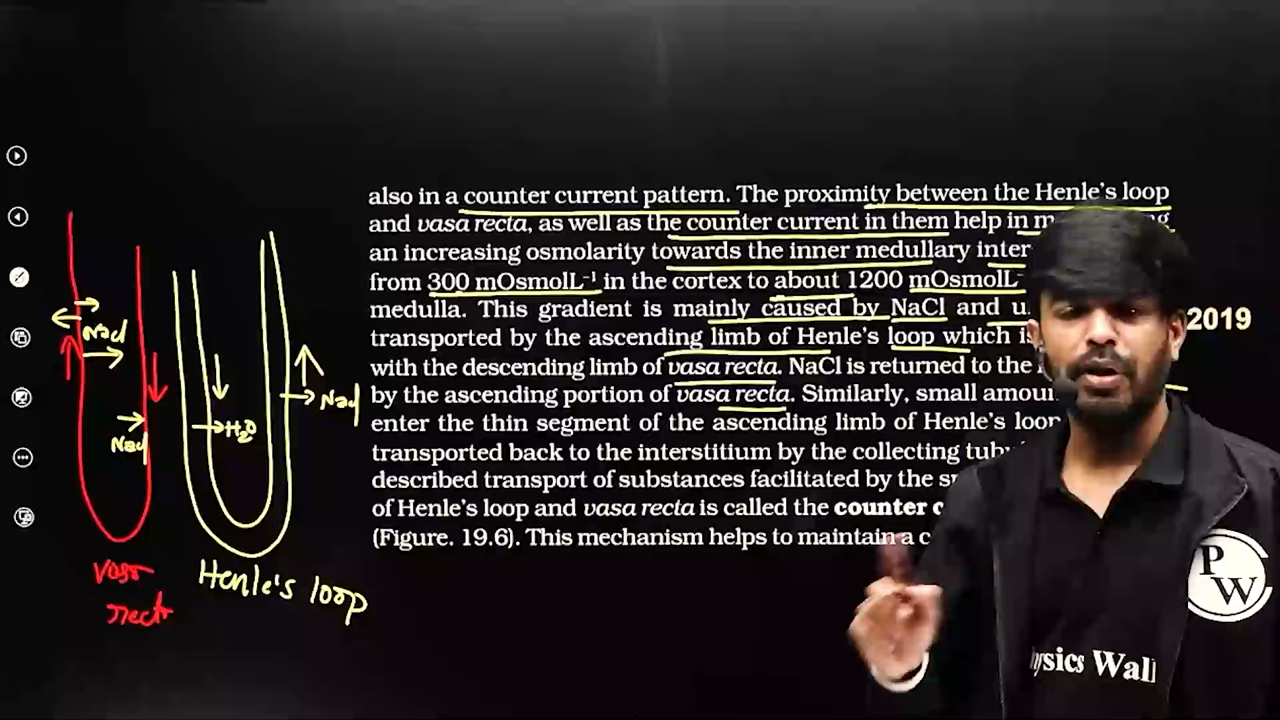 also in a counter current pattern. The proximity between the Henle's loop
and vasa recta, as well as the counter current in them help in
an increasing osmolarity towards the inner medullary
from 300 mOsmolL⁻¹ in the cortex to about 1200 mOsmolL⁻
medulla. This gradient is mainly caused by NaCl and
transported by the ascending limb of Henle's loop which
with the descending limb of vasa recta. NaCl is returned to the
by the ascending portion of vasa recta. Similarly, small
enter the thin segment of the ascending limb of Henle's loop
transported back to the interstitium by the collecting
described transport of substances facilitated by the
of Henle's loop and vasa recta is called the counter
(Figure. 19.6). This mechanism helps to maintain a
2019
Nacl
Nacl
H₂O
Nacl
Henle's loop
PW
Wall